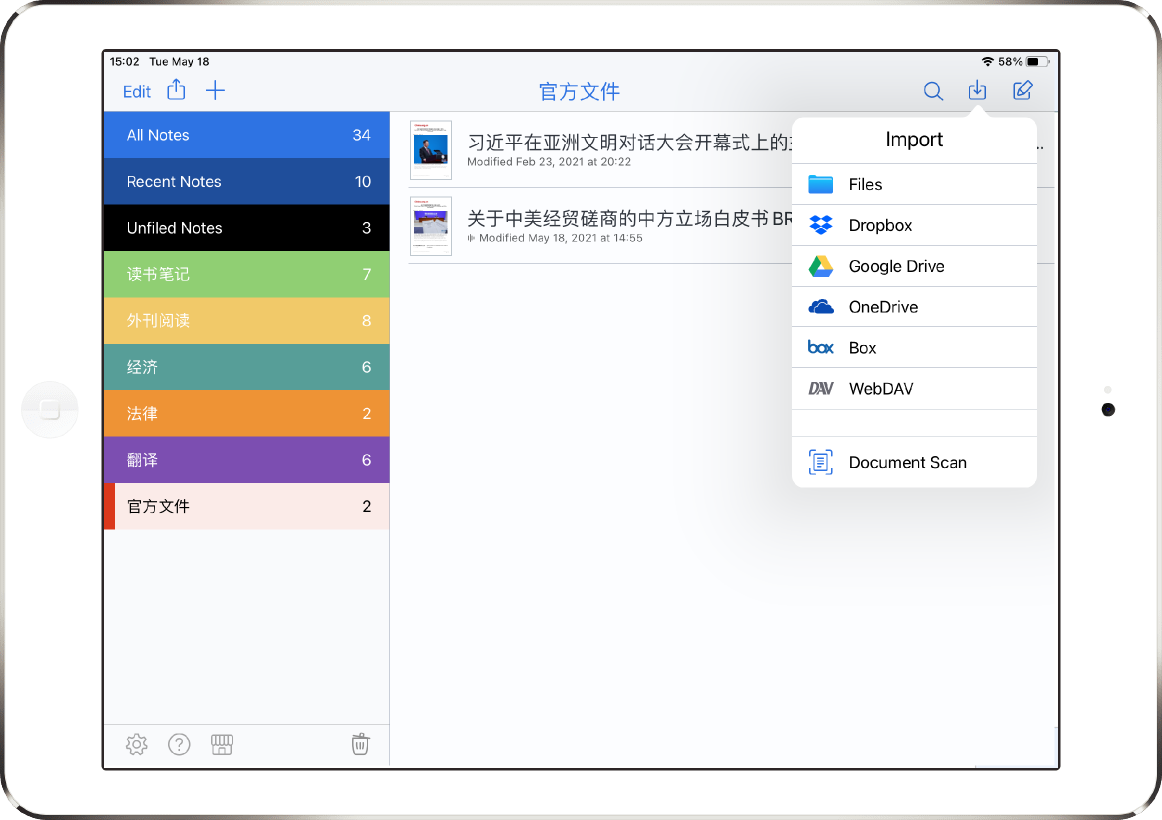 15:02 Tue May 18
58%
Edit
官方文件
All Notes 34
Recent Notes 10
Unfiled Notes 3
读书笔记 7
外刊阅读 8
经济 6
法律 2
翻译 6
官方文件 2
习近平在亚洲文明对话大会开幕式上的
Modified Feb 23, 2021 at 20:22
关于中美经贸磋商的中方立场白皮书 BR
Modified May 18, 2021 at 14:55
Import
Files
Dropbox
Google Drive
OneDrive
box Box
DAV WebDAV
Document Scan